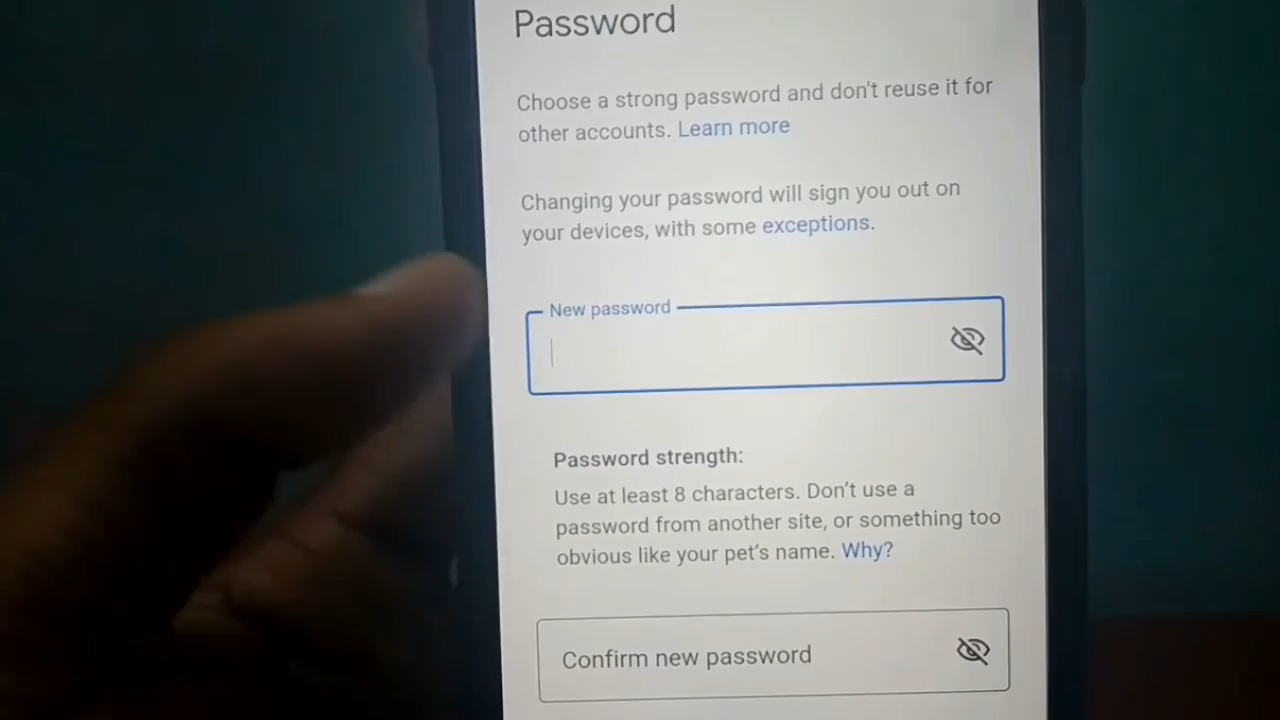 Password
Choose a strong password and don't reuse it for
other accounts. Learn more
Changing your password will sign you out on
your devices, with some exceptions.
New password
Password strength:
Use at least 8 characters. Don’t use a
password from another site, or something too
obvious like your pet’s name. Why?
Confirm new password